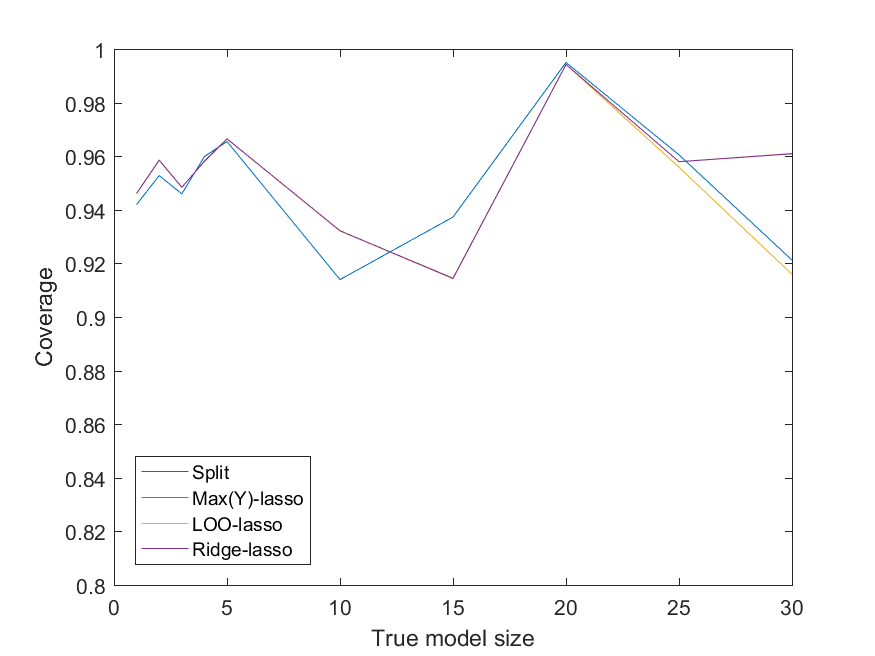 1
0.98
0.96
0.94
0.92
0.9
0.88
0.86
0.84
0.82
0.8
Coverage
Split
Max(Y)-lasso
LOO-lasso
Ridge-lasso
0 5 10 15 20 25 30
True model size